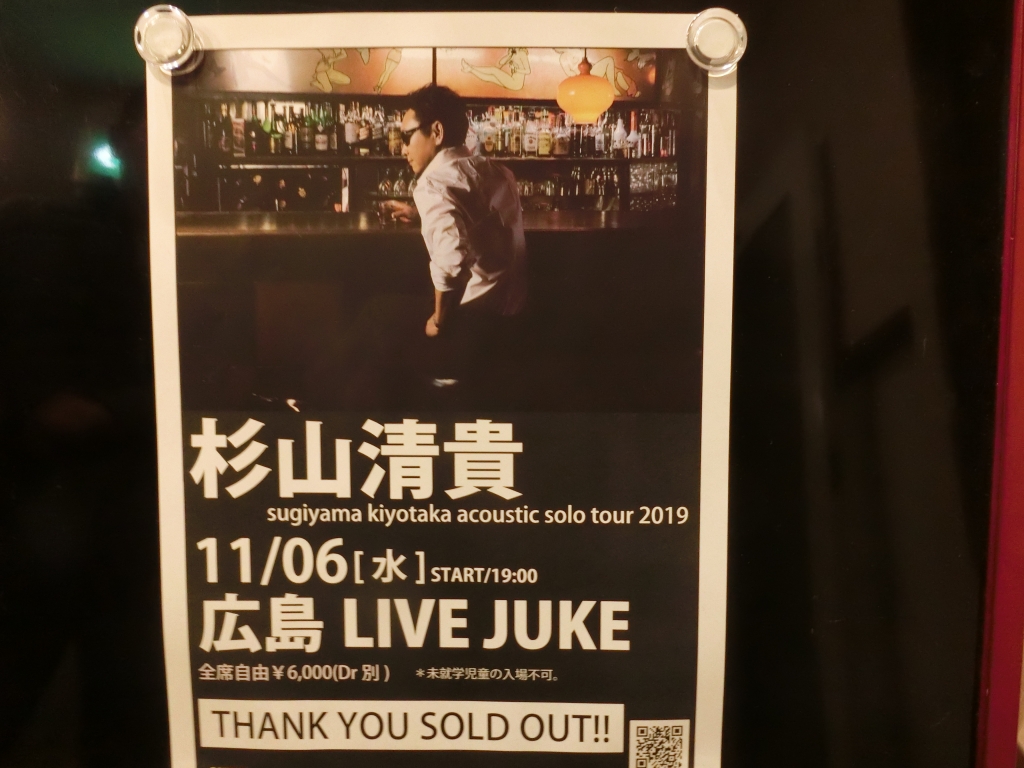 杉山清貴
sugiyama kiyotaka acoustic solo tour 2019
11/06[水]START/19:00
広島 LIVE JUKE
全席自由¥6,000(Dr 別) *未就学児童の入場不可。
THANK YOU SOLD OUT!!